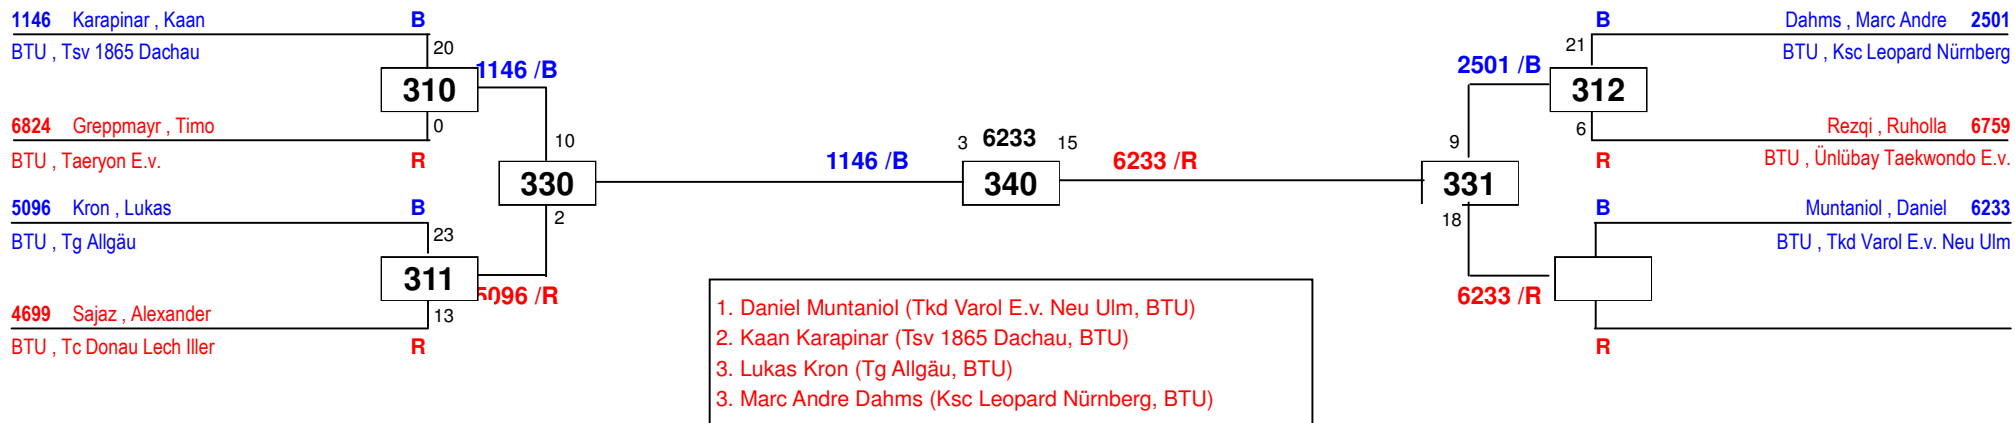 1146 Karapinar , Kaan B
BTU , Tsv 1865 Dachau
20
310
1146 /B
0
6824 Greppmayr , Timo
BTU , Taeryon E.v. R
10
330
2
5096 Kron , Lukas B
BTU , Tg Allgäu
23
311
5096 /R
13
4699 Sajaz , Alexander
BTU , Tc Donau Lech Iller R
1146 /B
3 6233 15
340
6233 /R
B Dahms , Marc Andre 2501
BTU , Ksc Leopard Nürnberg
21
2501 /B
312
6
Rezqi , Ruholla 6759
R BTU , Ünlübay Taekwondo E.v.
9
331
18
B Muntaniol , Daniel 6233
BTU , Tkd Varol E.v. Neu Ulm
6233 /R
R
1. Daniel Muntaniol (Tkd Varol E.v. Neu Ulm, BTU)
2. Kaan Karapinar (Tsv 1865 Dachau, BTU)
3. Lukas Kron (Tg Allgäu, BTU)
3. Marc Andre Dahms (Ksc Leopard Nürnberg, BTU)